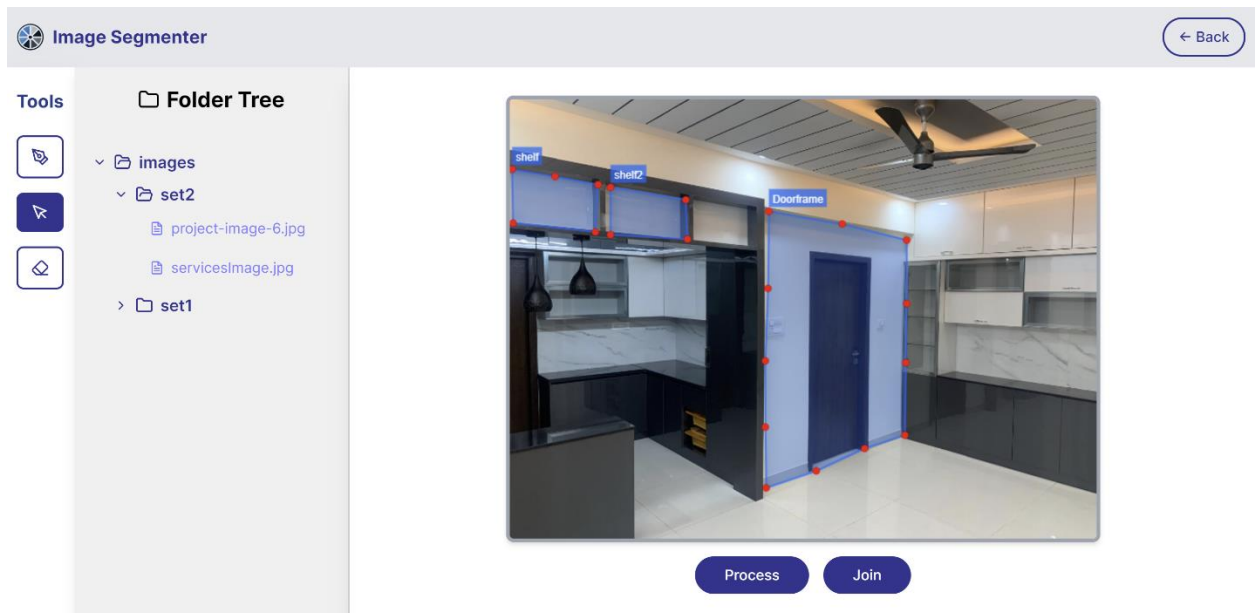 Image Segmenter
← Back
Tools
Folder Tree
images
set2
project-image-6.jpg
servicesImage.jpg
set1
shelf
shelf2
Doorframe
Process
Join